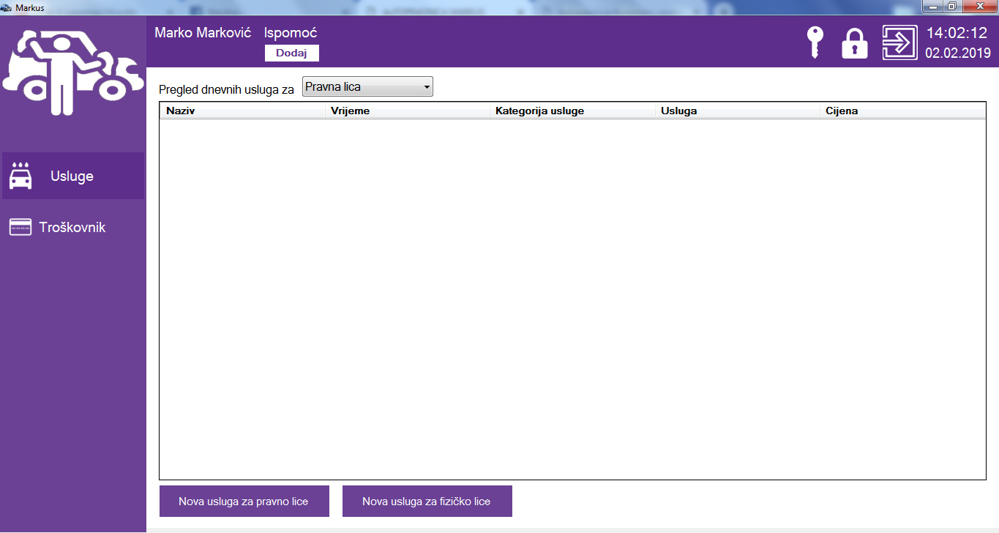 Markus
Marko Marković Ispomoć
Dodaj
14:02:12
02.02.2019
Usluge
Troškovnik
Pregled dnevnih usluga za Pravna lica
Naziv Vrijeme Kategorija usluge Usluga Cijena
Nova usluga za pravno lice Nova usluga za fizičko lice